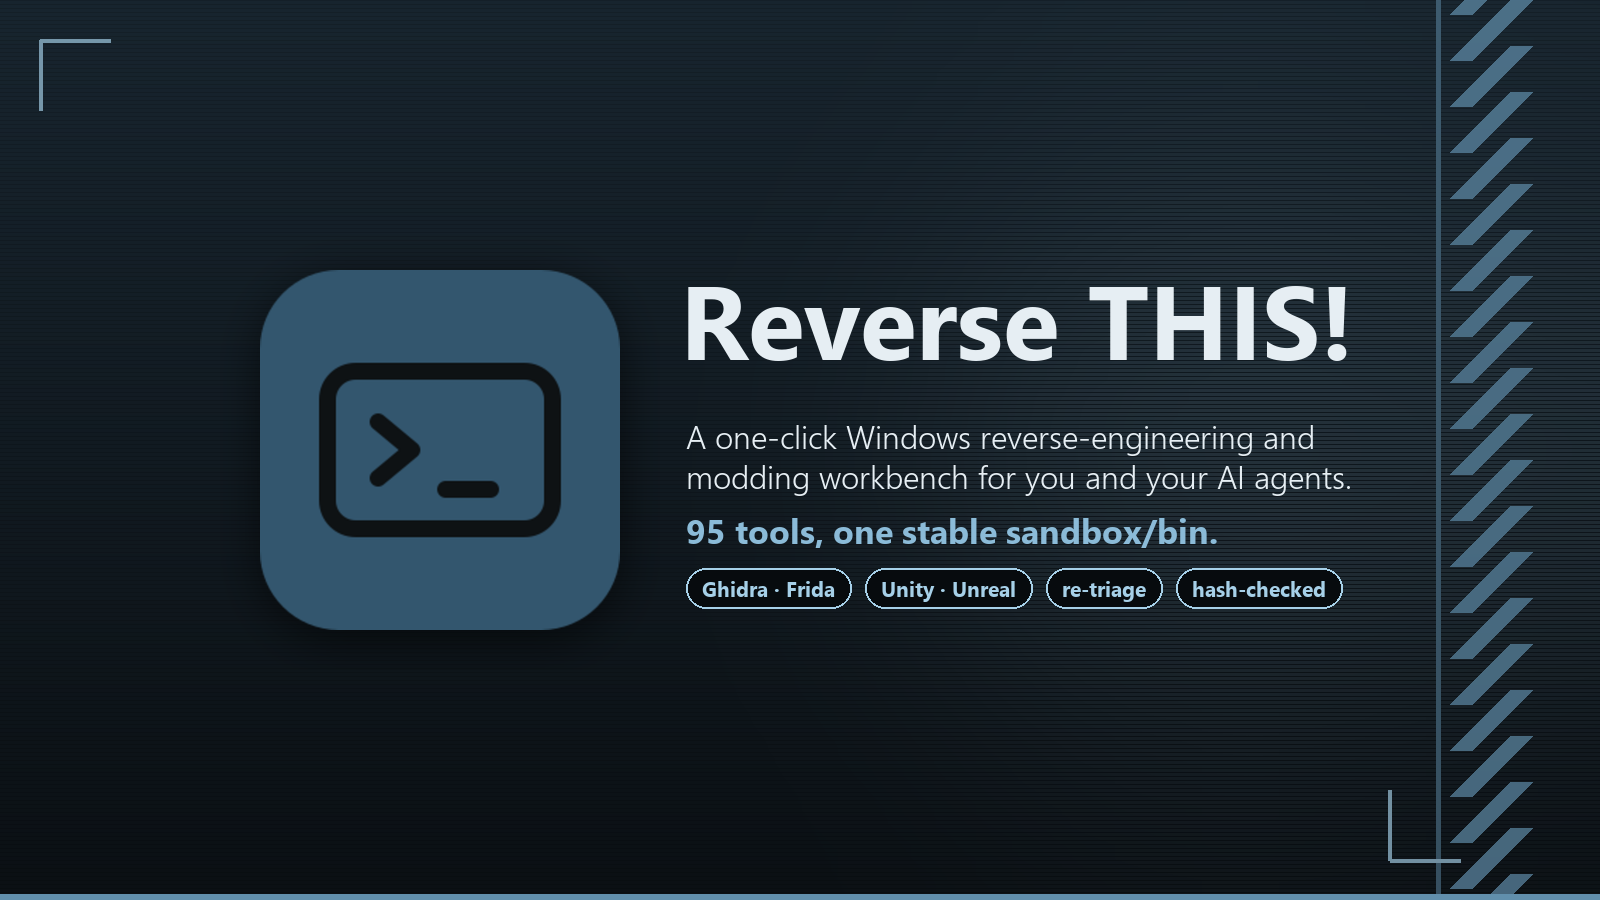 Reverse THIS!
A one-click Windows reverse-engineering and
modding workbench for you and your AI agents.
95 tools, one stable sandbox/bin.
Ghidra · Frida Unity · Unreal re-triage hash-checked